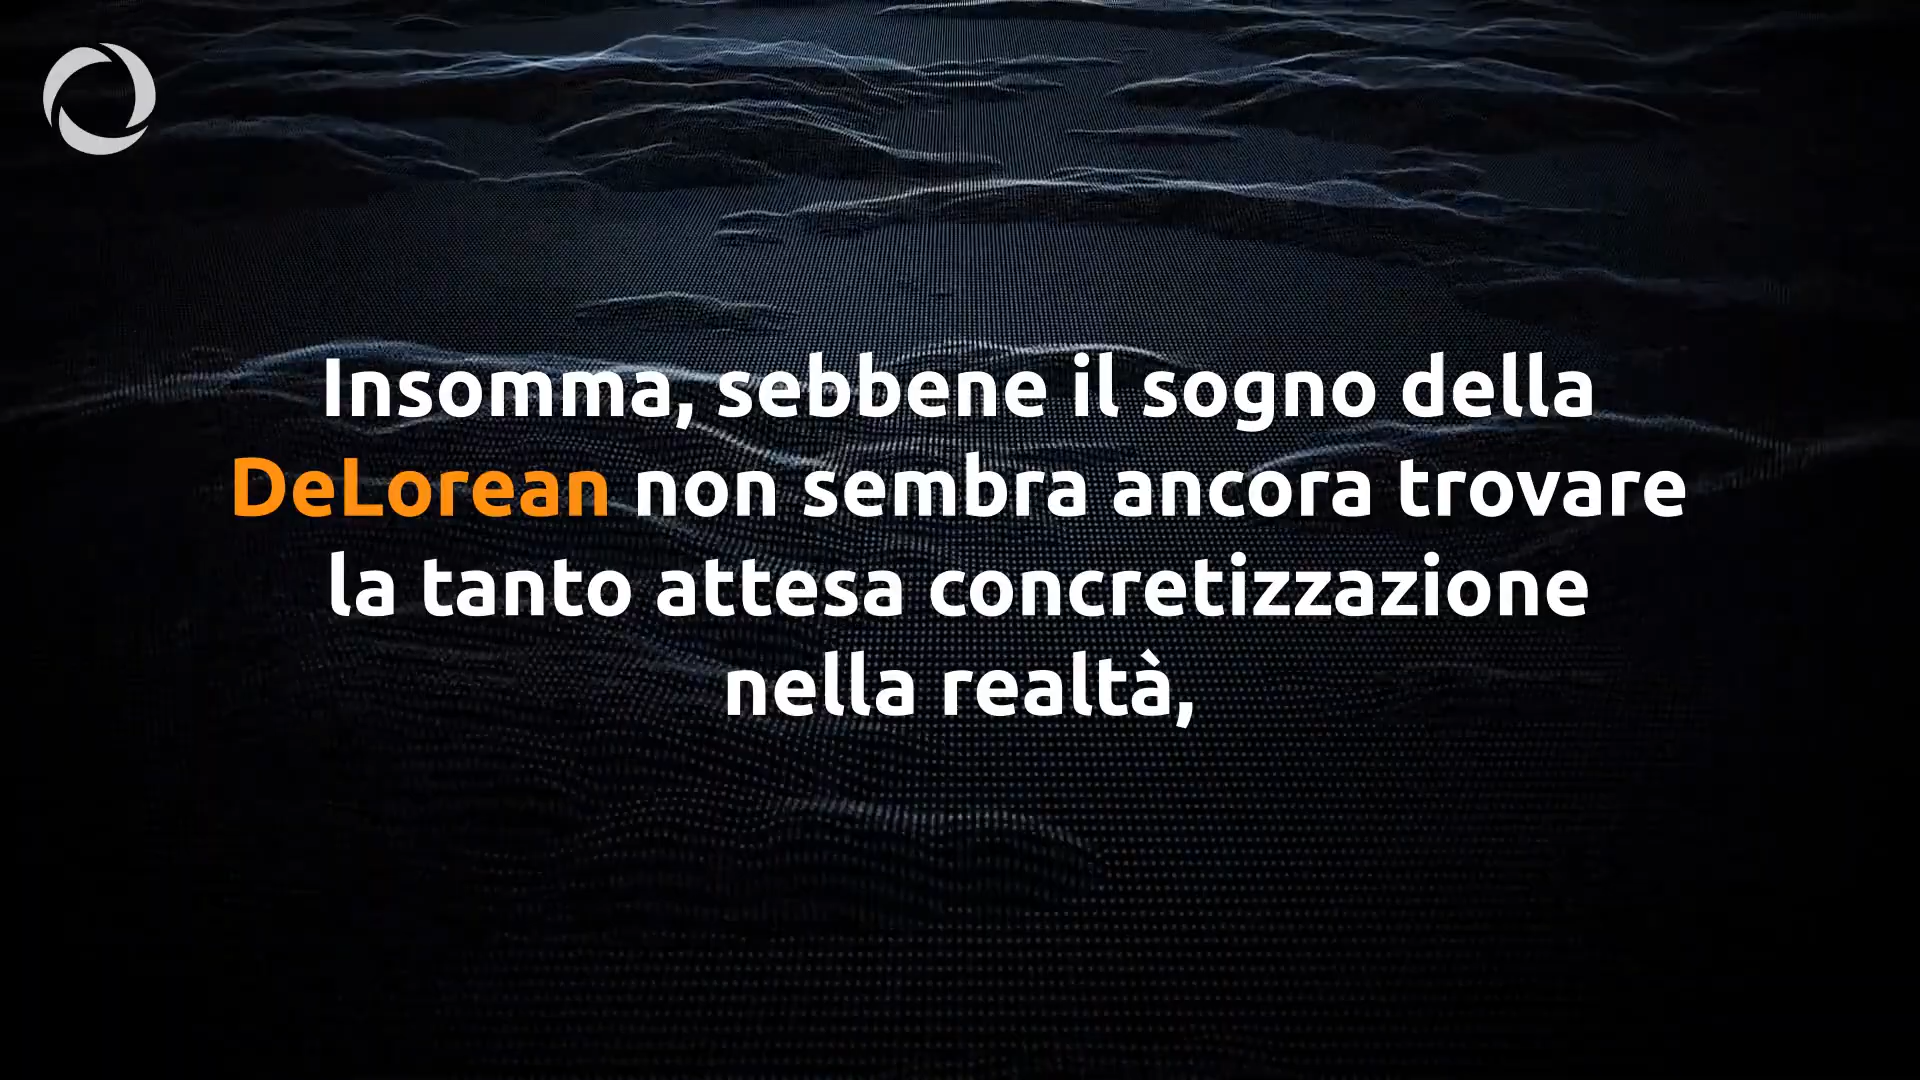 Insomma, sebbene il sogno della
DeLorean non sembra ancora trovare
la tanto attesa concretizzazione
nella realtà,